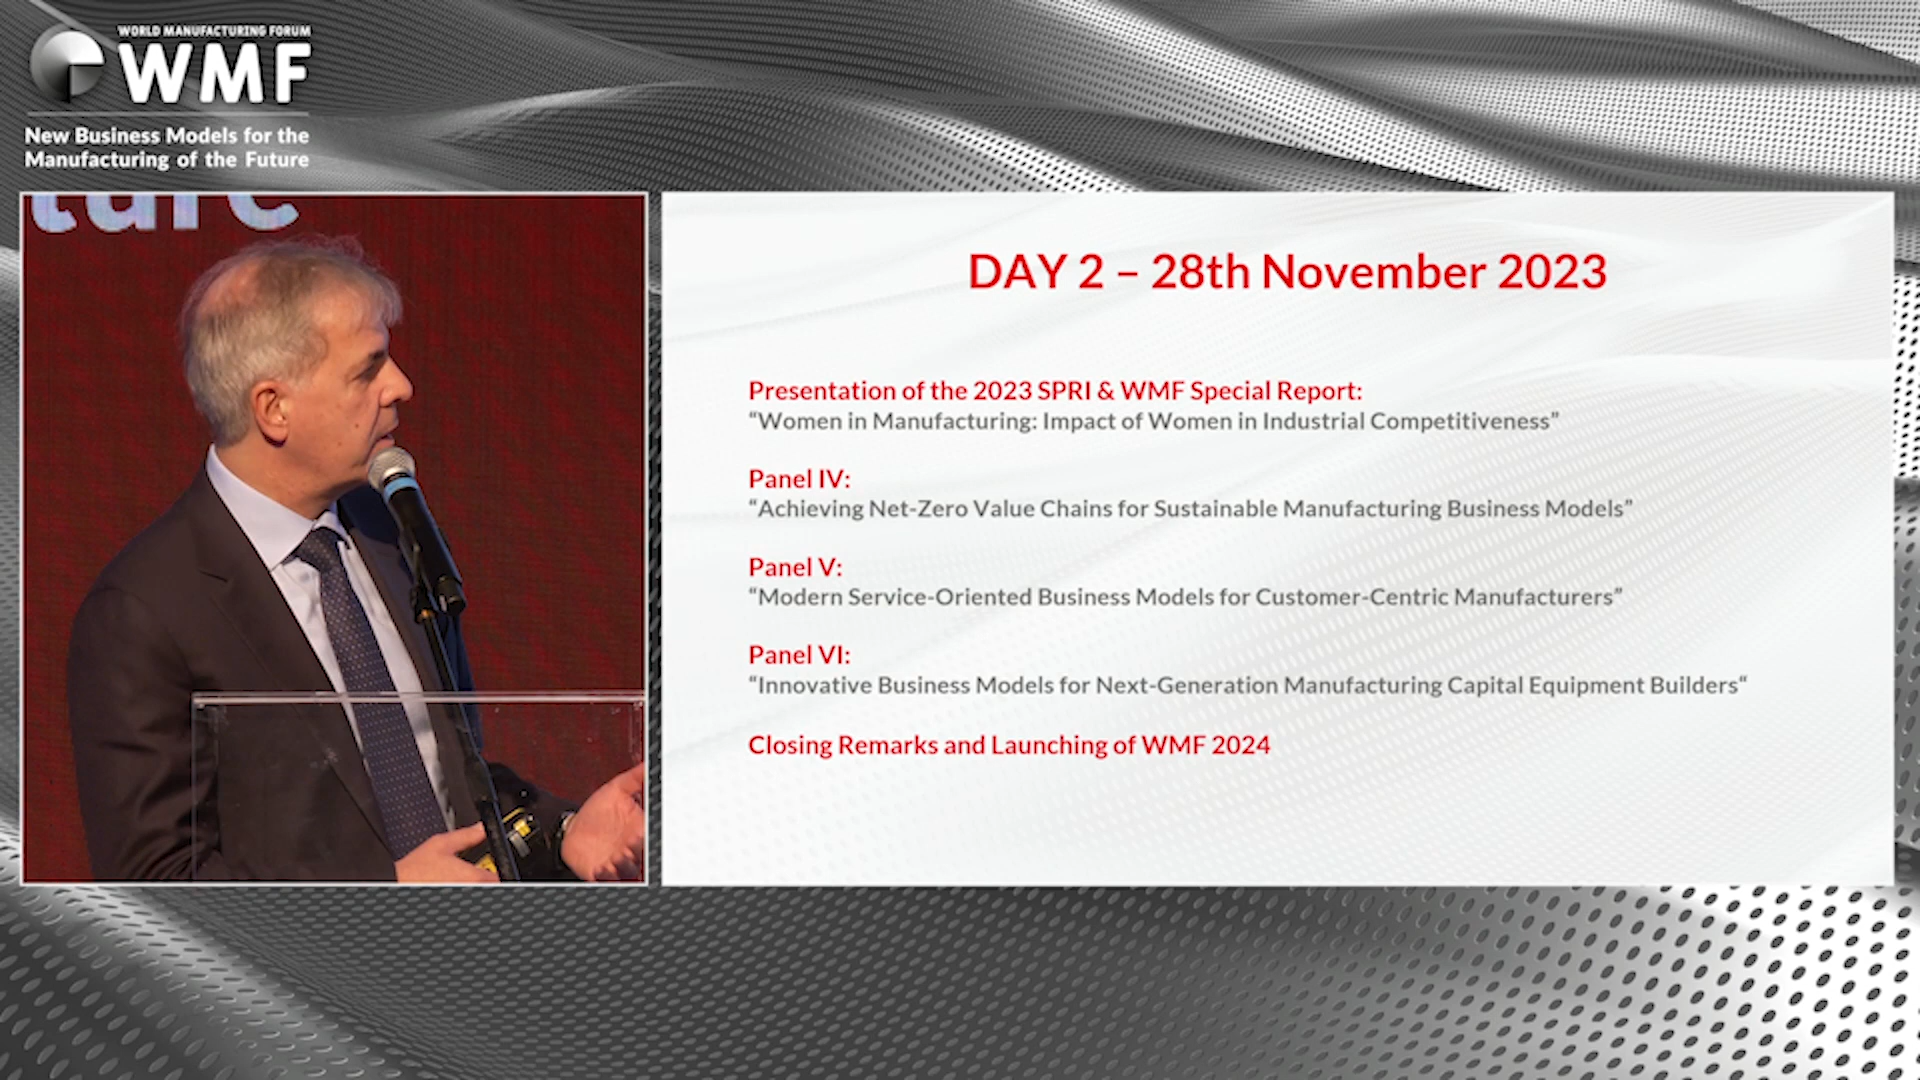 WORLD MANUFACTURING FORUM
WMF
New Business Models for the
Manufacturing of the Future
ture
DAY 2 – 28th November 2023
Presentation of the 2023 SPRI & WMF Special Report:
“Women in Manufacturing: Impact of Women in Industrial Competitiveness”
Panel IV:
“Achieving Net-Zero Value Chains for Sustainable Manufacturing Business Models”
Panel V:
“Modern Service-Oriented Business Models for Customer-Centric Manufacturers”
Panel VI:
“Innovative Business Models for Next-Generation Manufacturing Capital Equipment Builders“
Closing Remarks and Launching of WMF 2024